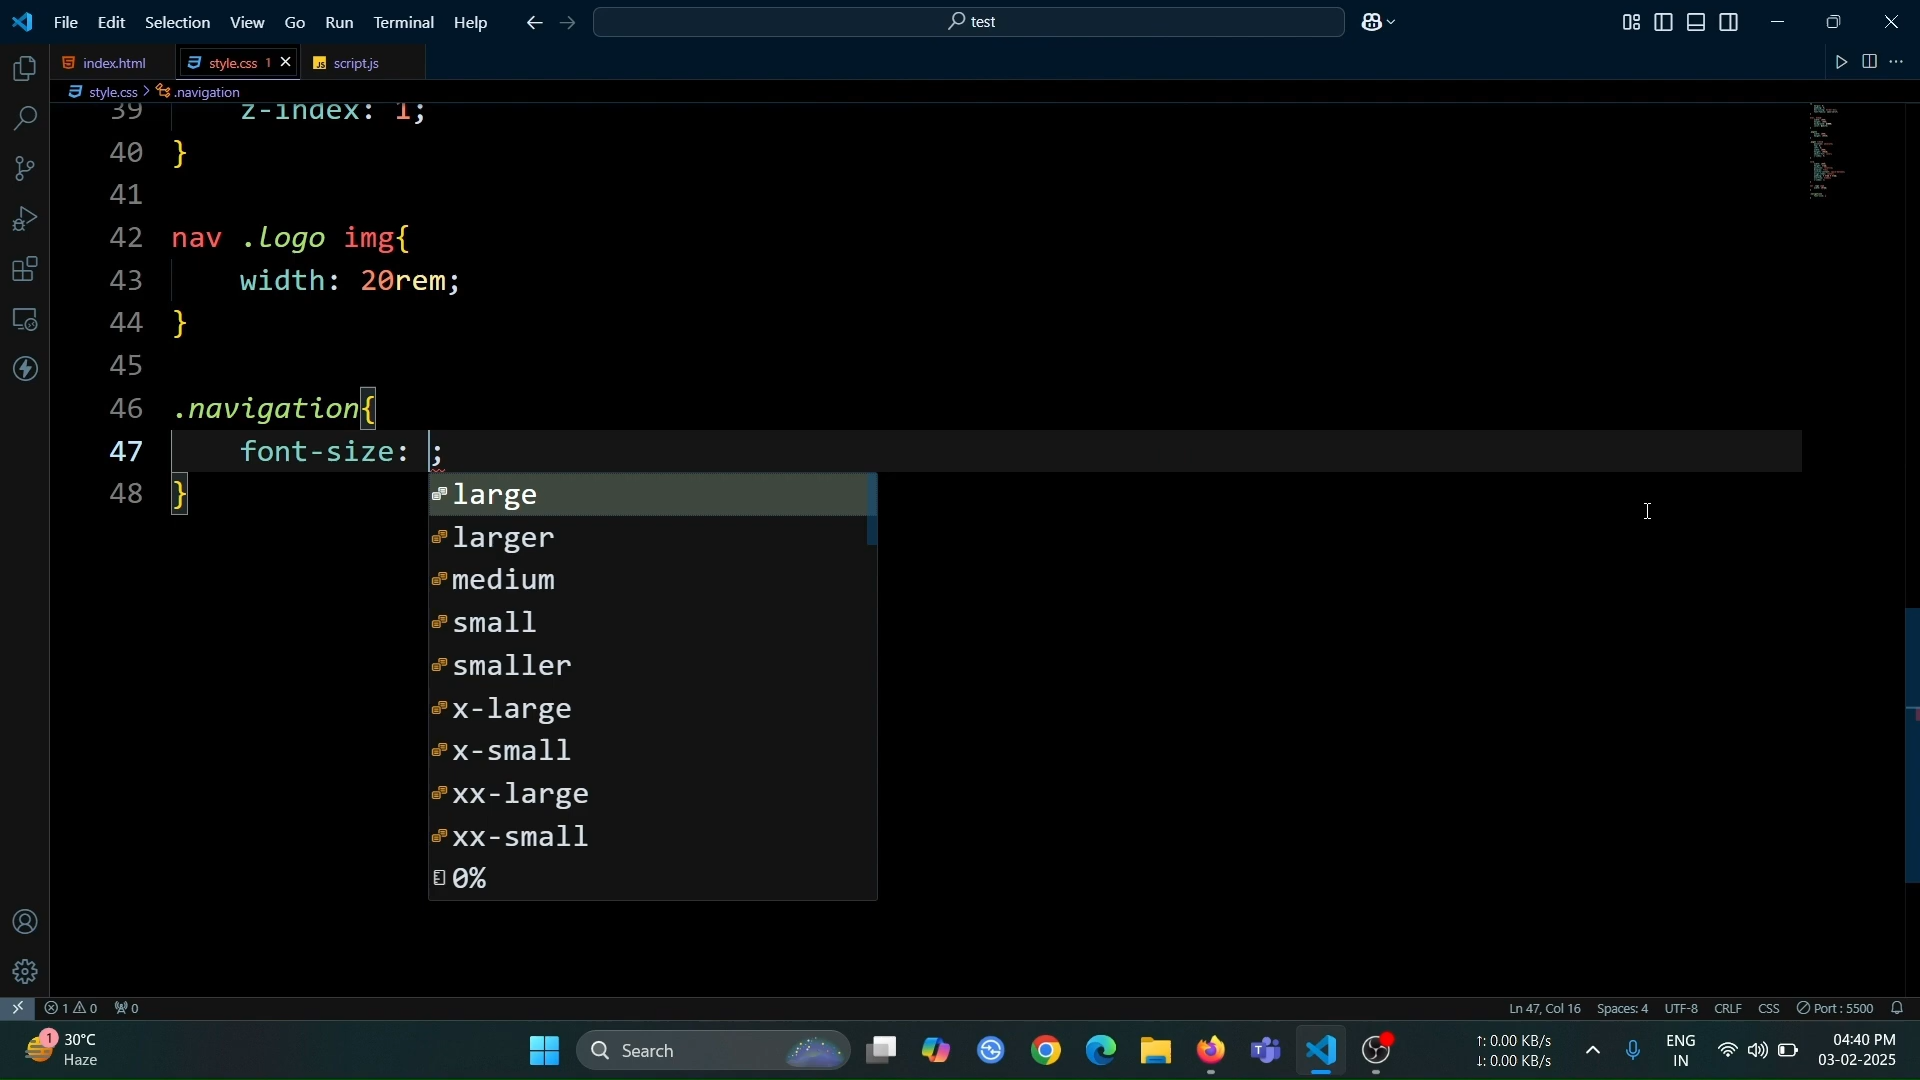 File Edit Selection View Go Run Terminal Help
test
index.html
style.css 1
JS script.js
style.css > .navigation
39 z-index: 1;
40 }
41
42 nav .logo img{
43 width: 20rem;
44 }
45
46 .navigation{
47 font-size: ;
48 }
large
larger
medium
small
smaller
x-large
x-small
xx-large
xx-small
0%
1 0 0
Ln 47, Col 16 Spaces: 4 UTF-8 CRLF CSS Port : 5500
1
30°C
Haze
Search
↑: 0.00 KB/s
↓: 0.00 KB/s
ENG
IN
04:40 PM
03-02-2025